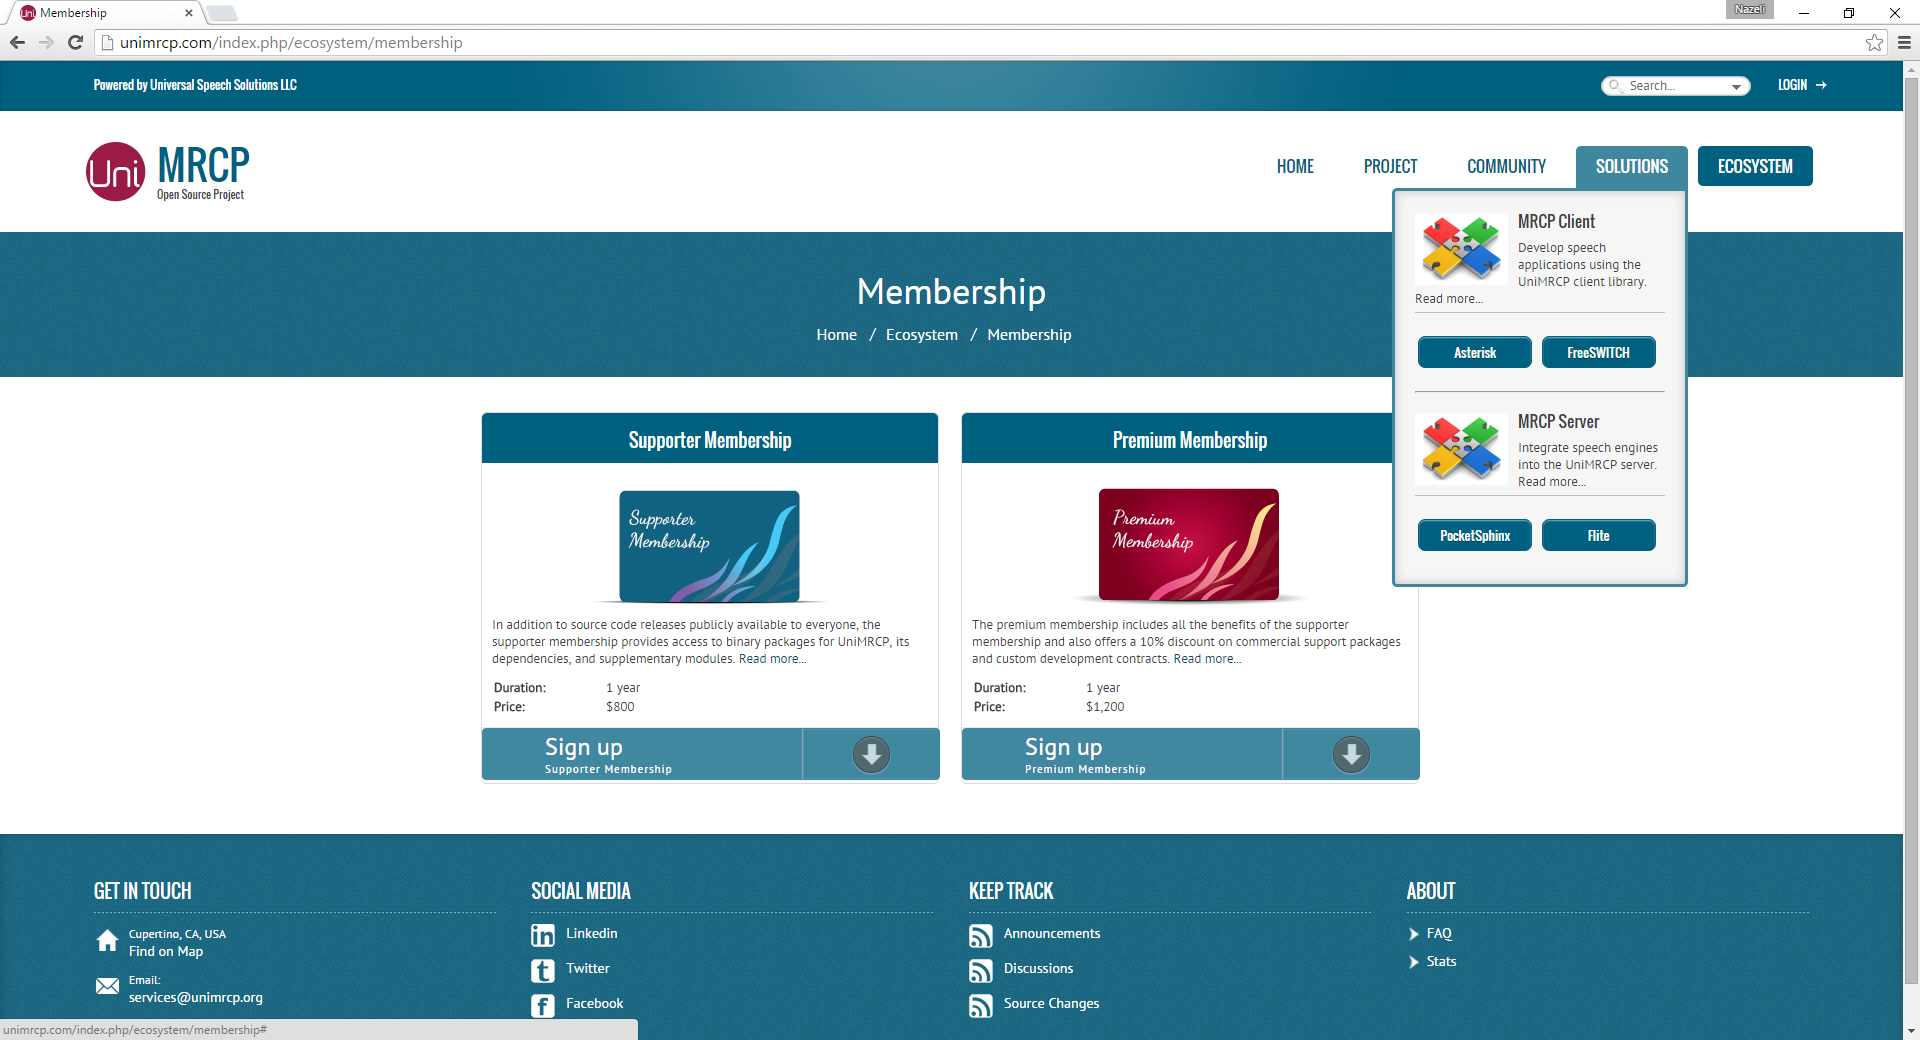 Membership
Nazeli
unimrcp.com/index.php/ecosystem/membership
Powered by Universal Speech Solutions LLC
Search...
LOGIN
Uni MRCP
Open Source Project
HOME
PROJECT
COMMUNITY
SOLUTIONS
ECOSYSTEM
MRCP Client
Develop speech
applications using the
UniMRCP client library.
Read more...
Asterisk
FreeSWITCH
MRCP Server
Integrate speech engines
into the UniMRCP server.
Read more...
PocketSphinx
Flite
Membership
Home / Ecosystem / Membership
Supporter Membership
Supporter
Membership
In addition to source code releases publicly available to everyone, the
supporter membership provides access to binary packages for UniMRCP, its
dependencies, and supplementary modules. Read more...
Duration: 1 year
Price: $800
Sign up
Supporter Membership
Premium Membership
Premium
Membership
The premium membership includes all the benefits of the supporter
membership and also offers a 10% discount on commercial support packages
and custom development contracts. Read more...
Duration: 1 year
Price: $1,200
Sign up
Premium Membership
GET IN TOUCH
Cupertino, CA, USA
Find on Map
Email:
services@unimrcp.org
SOCIAL MEDIA
Linkedin
Twitter
Facebook
KEEP TRACK
Announcements
Discussions
Source Changes
ABOUT
FAQ
Stats
unimrcp.com/index.php/ecosystem/membership#